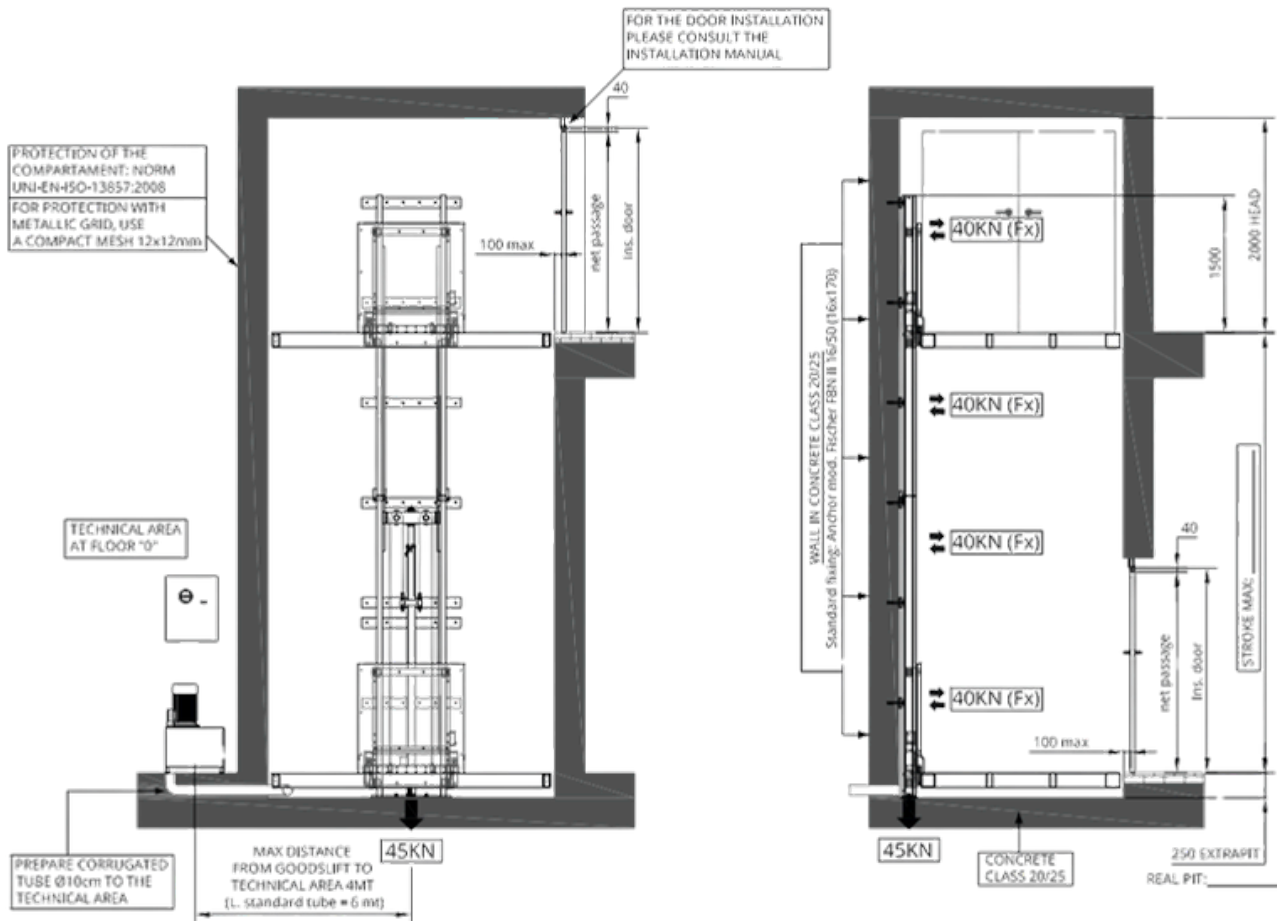 FOR THE DOOR INSTALLATION
PLEASE CONSULT THE
INSTALLATION MANUAL
40
PROTECTION OF THE
COMPARTAMENT: NORM
UNI-EN-ISO-13857:2008
FOR PROTECTION WITH
METALLIC GRID, USE
A COMPACT MESH 12x12mm
100 max
net passage
Ins. door
TECHNICAL AREA
AT FLOOR "0"
PREPARE CORRUGATED
TUBE Ø10cm TO THE
TECHNICAL AREA
MAX DISTANCE
FROM GOODSLIFT TO
TECHNICAL AREA 4MT
(L. standard tube = 6 mt)
45KN
WALL IN CONCRETE CLASS 20/25
Standard fixing: Anchor mod. Fischer FBN II 16/50 (16x170)
40KN (Fx)
40KN (Fx)
40KN (Fx)
40KN (Fx)
1500
2000 HEAD
STROKE MAX:
40
net passage
Ins. door
100 max
45KN
CONCRETE
CLASS 20/25
250 EXTRAPIT
REAL PIT: